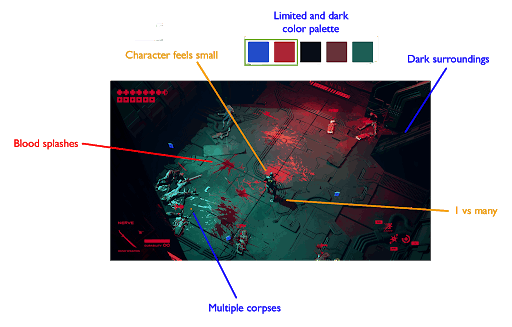 Limited and dark
color palette
Character feels small
Dark surroundings
Blood splashes
1 vs many
Multiple corpses